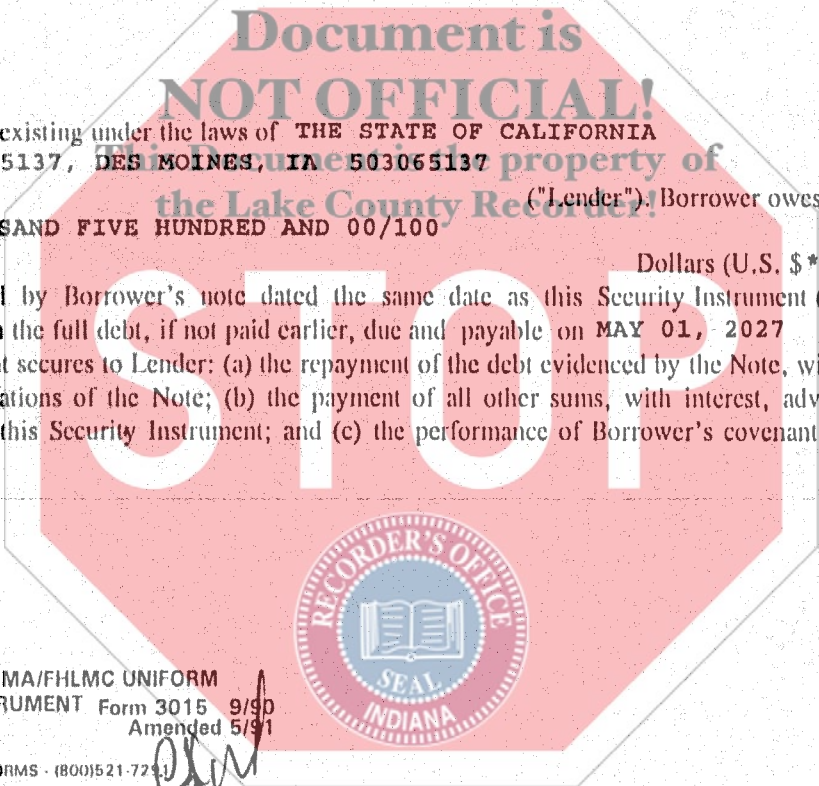 Document is
NOT OFFICIAL!
existing under the laws of THE STATE OF CALIFORNIA
5137, DES MOINES, IA 503065137
This Document is the property of
("Lender"). Borrower owes
the Lake County Recorder!
SAND FIVE HUNDRED AND 00/100
Dollars (U.S. $*
l by Borrower's note dated the same date as this Security Instrument (
the full debt, if not paid earlier, due and payable on MAY 01, 2027
t secures to Lender: (a) the repayment of the debt evidenced by the Note, wi
ations of the Note; (b) the payment of all other sums, with interest, adv
this Security Instrument; and (c) the performance of Borrower's covenant
STOP
RECORDER'S OFFICE
SEAL
INDIANA
MA/FHLMC UNIFORM
RUMENT Form 3015 9/90
Amended 5/91
RMS - (800)521-7291